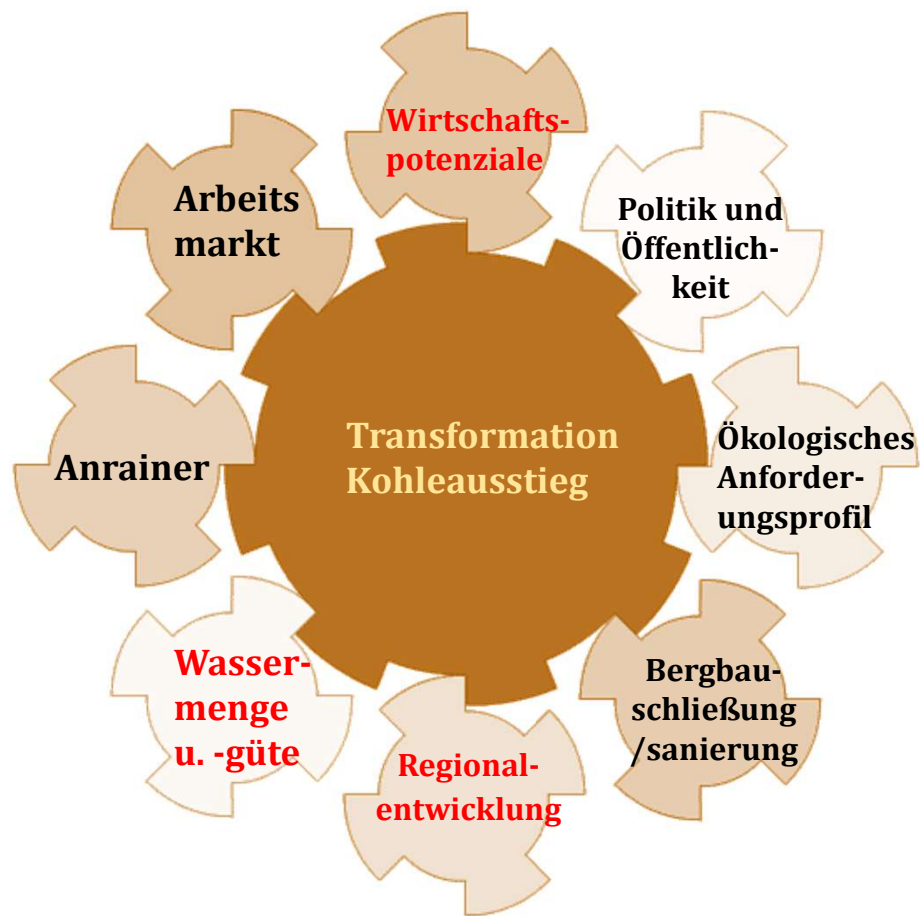 Wirtschafts-
potenziale
Politik und
Öffentlich-
keit
Ökologisches
Anforder-
ungsprofil
Bergbau-
schließung
/sanierung
Regional-
entwicklung
Wasser-
menge
u. -güte
Anrainer
Arbeits
markt
Transformation
Kohleausstieg